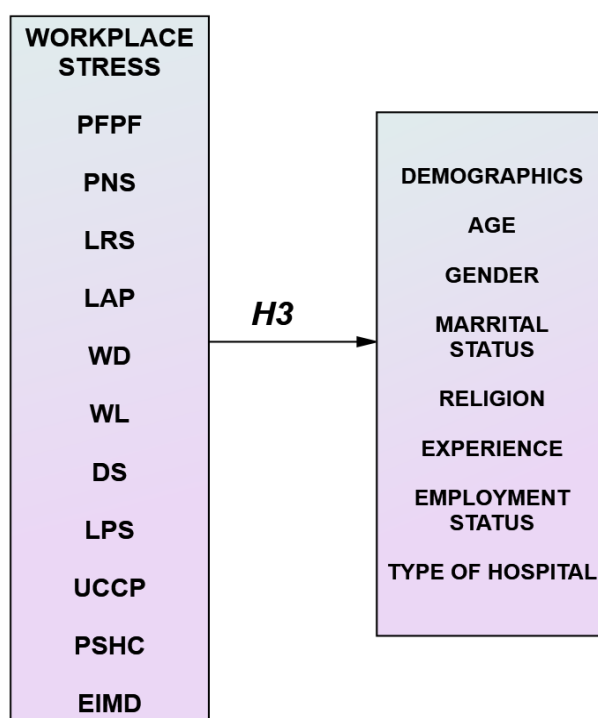 WORKPLACE
STRESS
PFPF
PNS
LRS
LAP
WD
WL
DS
LPS
UCCP
PSHC
EIMD
H3
DEMOGRAPHICS
AGE
GENDER
MARRITAL
STATUS
RELIGION
EXPERIENCE
EMPLOYMENT
STATUS
TYPE OF HOSPITAL